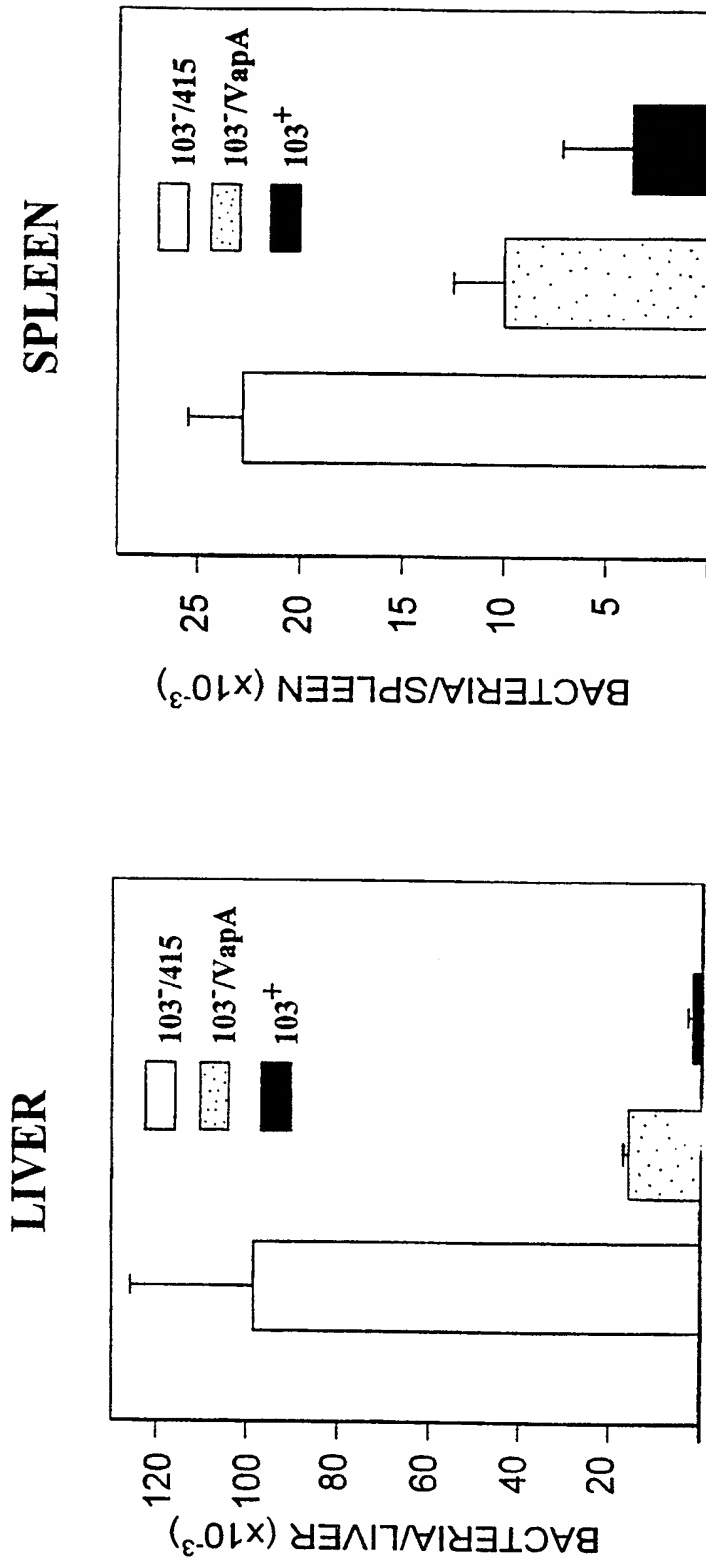 LIVER
103⁻/415
103⁻/VapA
103⁺
120
100
80
60
40
20
BACTERIA/LIVER (x10⁻³)
SPLEEN
103⁻/415
103⁻/VapA
103⁺
25
20
15
10
5
BACTERIA/SPLEEN (x10⁻³)